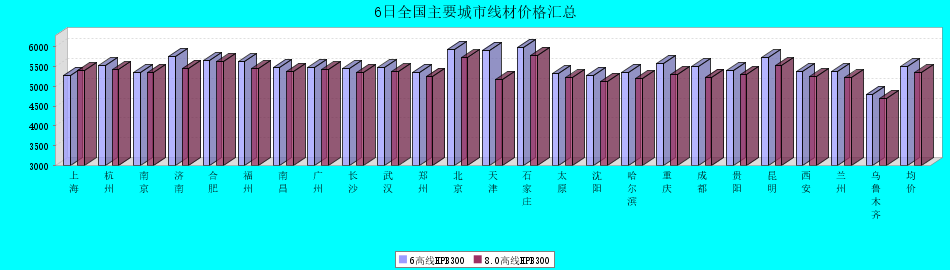 6日全国主要城市线材价格汇总
6000
5500
5000
4500
4000
3500
3000
上海 杭州 南京 济南 合肥 福州 南昌 广州 长沙 武汉 郑州 北京 天津 石家庄 太原 沈阳 哈尔滨 重庆 成都 贵阳 昆明 西安 兰州 乌鲁木齐 均价
6高线HPB300 8.0高线HPB300